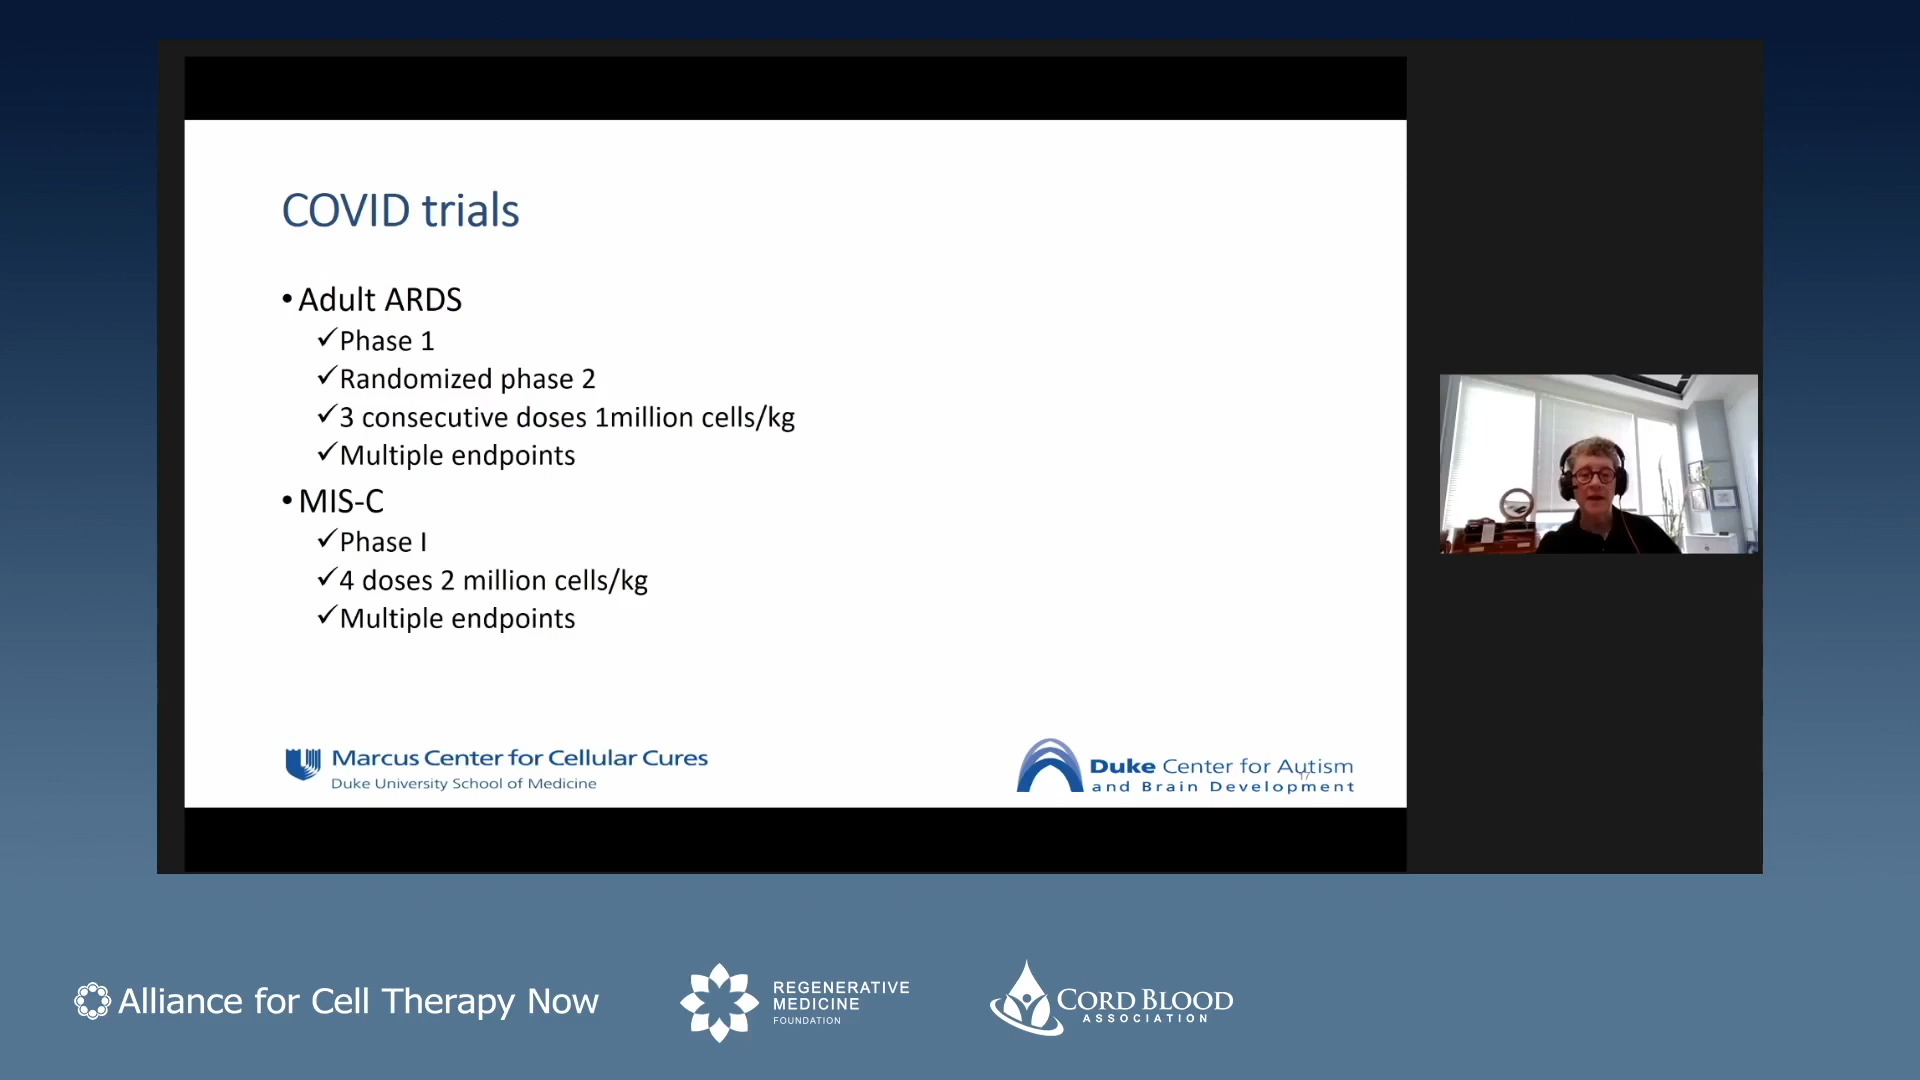 COVID trials
•Adult ARDS
✓Phase 1
✓Randomized phase 2
✓3 consecutive doses 1million cells/kg
✓Multiple endpoints
•MIS-C
✓Phase I
✓4 doses 2 million cells/kg
✓Multiple endpoints
Marcus Center for Cellular Cures
Duke University School of Medicine
Duke Center for Autism
and Brain Development
17
Alliance for Cell Therapy Now
REGENERATIVE
MEDICINE
FOUNDATION
CORD BLOOD
ASSOCIATION